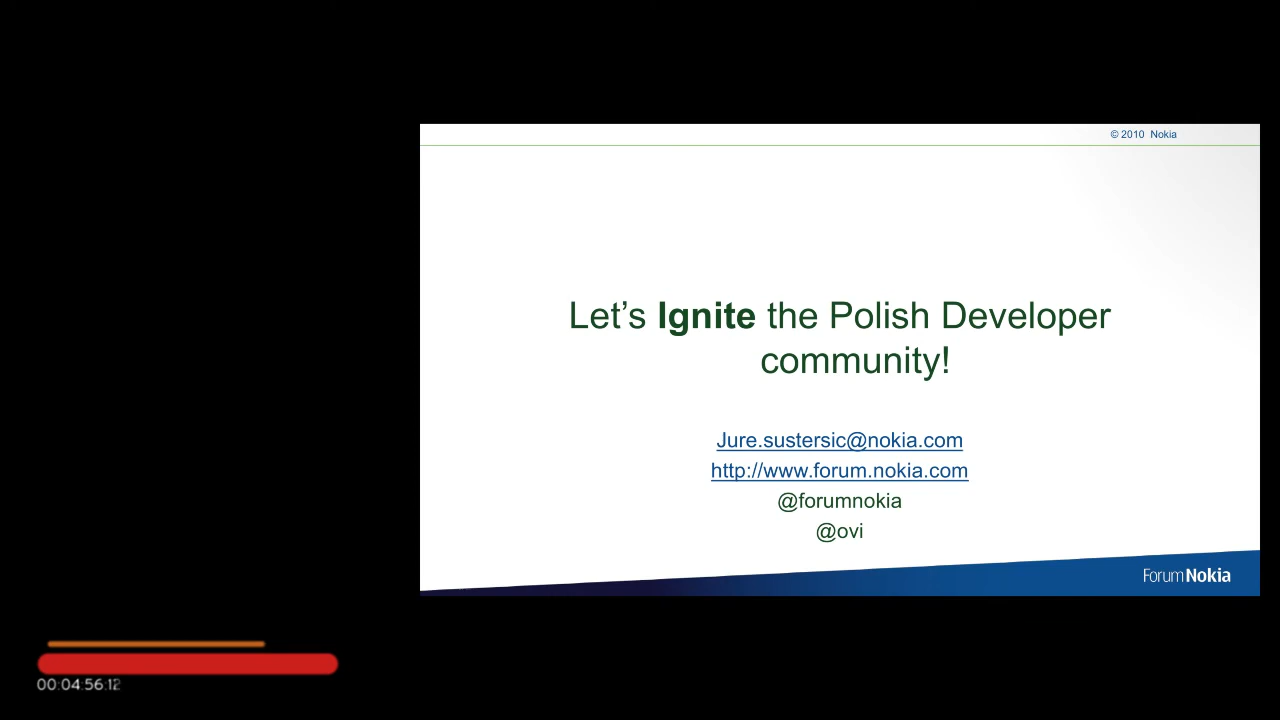 © 2010 Nokia
Let's Ignite the Polish Developer
community!
Jure.sustersic@nokia.com
http://www.forum.nokia.com
@forumnokia
@ovi
Forum Nokia
00:04:56:12